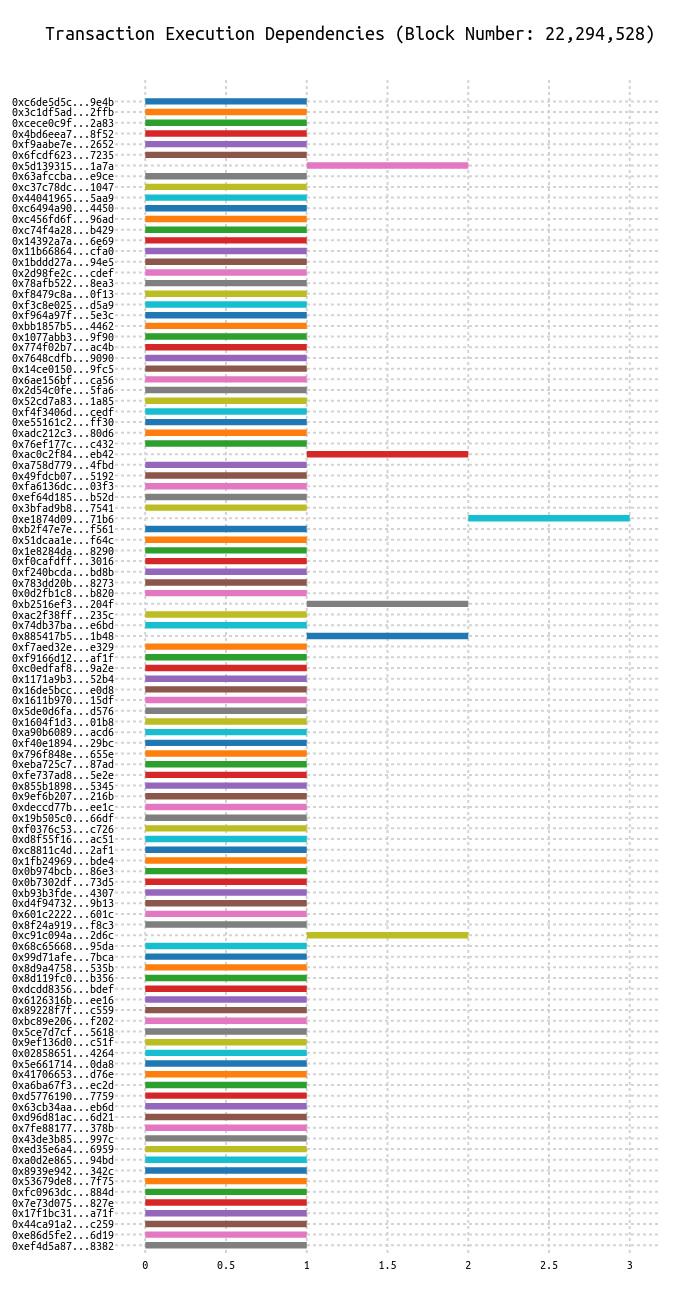 Transaction Execution Dependencies (Block Number: 22,294,528)
0xc6de5d5c...9e4b
0x3c1df5ad...2ffb
0xcece0c9f...2a83
0x4bd6eea7...8f52
0xf9aabe7e...2652
0x6fcdf623...7235
0x5d139315...1a7a
0x63afccba...e9ce
0xc37c78dc...1047
0x44041965...5aa9
0xc6494a90...4450
0xc456fd6f...96ad
0xc74f4a28...b429
0x14392a7a...6e69
0x11b66864...cfa0
0x1bddd27a...94e5
0x2d98fe2c...cdef
0x78afb522...8ea3
0xf8479c8a...0f13
0xf3c8e025...d5a9
0xf964a97f...5e3c
0xbb1857b5...4462
0x1077abb3...9f90
0x774f02b7...ac4b
0x7648cdfb...9090
0x14ce0150...9fc5
0x6ae156bf...ca56
0x2d54c0fe...5fa6
0x52cd7a83...1a85
0xf4f3406d...cedf
0xe55161c2...ff30
0xadc212c3...80d6
0x76ef177c...c432
0xac0c2f84...eb42
0xa758d779...4fbd
0x49fdcb07...5192
0xfa6136dc...03f3
0xef64d185...b52d
0x3bfad9b8...7541
0xe1874d09...71b6
0xb2f47e7e...f561
0x51dcaa1e...f64c
0x1e8284da...8290
0xf0cafdff...3016
0xf240bcda...bd8b
0x783dd20b...8273
0x0d2fb1c8...b820
0xb2516ef3...204f
0xac2f38ff...235c
0x74db37ba...e6bd
0x885417b5...1b48
0xf7aed32e...e329
0xf9166d12...af1f
0xc0edfaf8...9a2e
0x1171a9b3...52b4
0x16de5bcc...e0d8
0x1611b970...15df
0x5de0d6fa...d576
0x1604f1d3...01b8
0xa90b6089...acd6
0xf40e1894...29bc
0x796f848e...655e
0xeba725c7...87ad
0xfe737ad8...5e2e
0x855b1898...5345
0x9ef6b207...216b
0xdeccd77b...ee1c
0x19b505c0...66df
0xf0376c53...c726
0xd8f55f16...ac51
0xc8811c4d...2af1
0x1fb24969...bde4
0x0b974bcb...86e3
0x0b7302df...73d5
0xb93b3fde...4307
0xd4f94732...9b13
0x601c2222...601c
0x8f24a919...f8c3
0xc91c094a...2d6c
0x68c65668...95da
0x99d71afe...7bca
0x8d9a4758...535b
0x8d119fc0...b356
0xdcdd8356...bdef
0x6126316b...ee16
0x89228f7f...c559
0xbc89e206...f202
0x5ce7d7cf...5618
0x9ef136d0...c51f
0x02858651...4264
0x5e661714...0da8
0x41706653...d76e
0xa6ba67f3...ec2d
0xd5776190...7759
0x63cb34aa...eb6d
0xd96d81ac...6d21
0x7fe88177...378b
0x43de3b85...997c
0xed35e6a4...6959
0xa0d2e865...94bd
0x8939e942...342c
0x53679de8...7f75
0xfc0963dc...884d
0x7e73d075...827e
0x17f1bc31...a71f
0x44ca91a2...c259
0xe86d5fe2...6d19
0xef4d5a87...8382
0 0.5 1 1.5 2 2.5 3